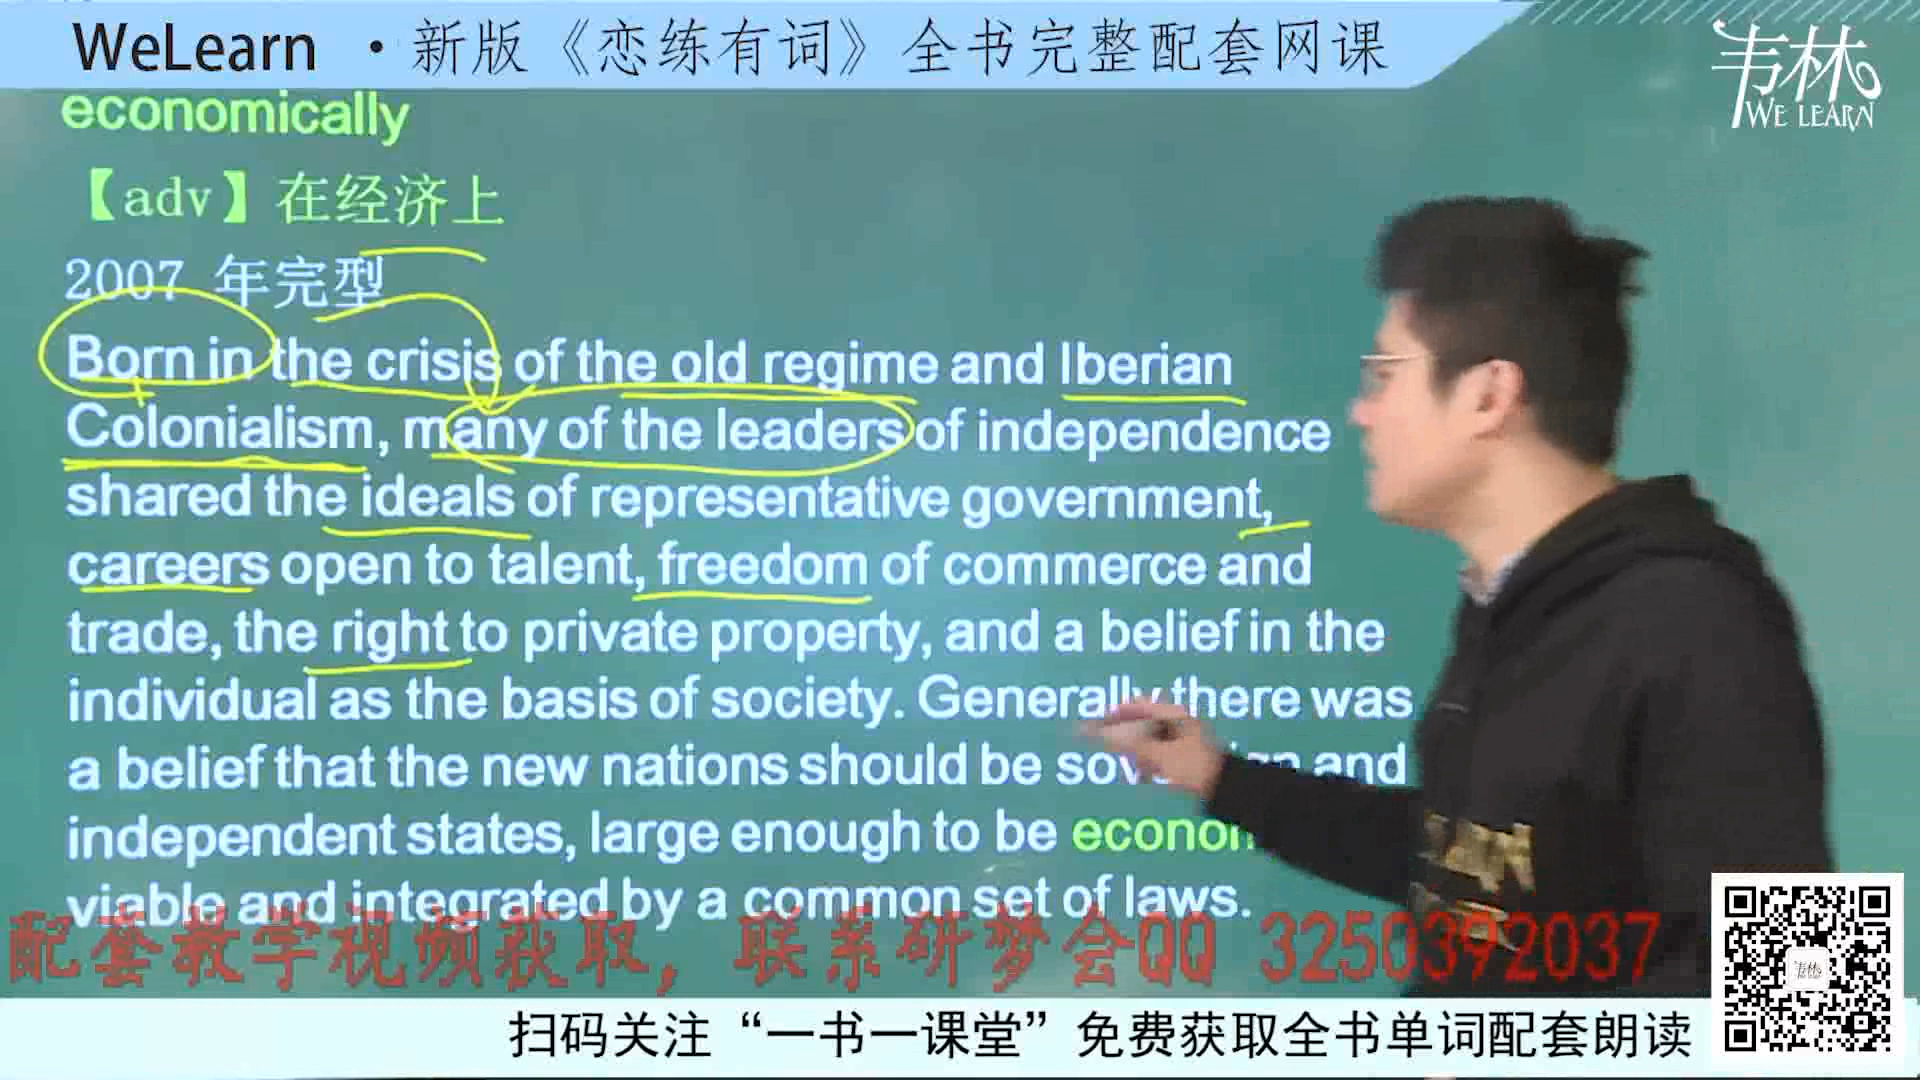 WeLearn ·新版《恋练有词》全书完整配套网课
韦林
WE LEARN
economically
【adv】在经济上
2007 年完型
Born in the crisis of the old regime and Iberian
Colonialism, many of the leaders of independence
shared the ideals of representative government,
careers open to talent, freedom of commerce and
trade, the right to private property, and a belief in the
individual as the basis of society. Generally there was
a belief that the new nations should be and
independent states, large enough to be econom
viable and integrated by a common set of laws.
配套教学视频获取，联系研梦会QQ 3250392037
扫码关注“一书一课堂”免费获取全书单词配套朗读
韦林